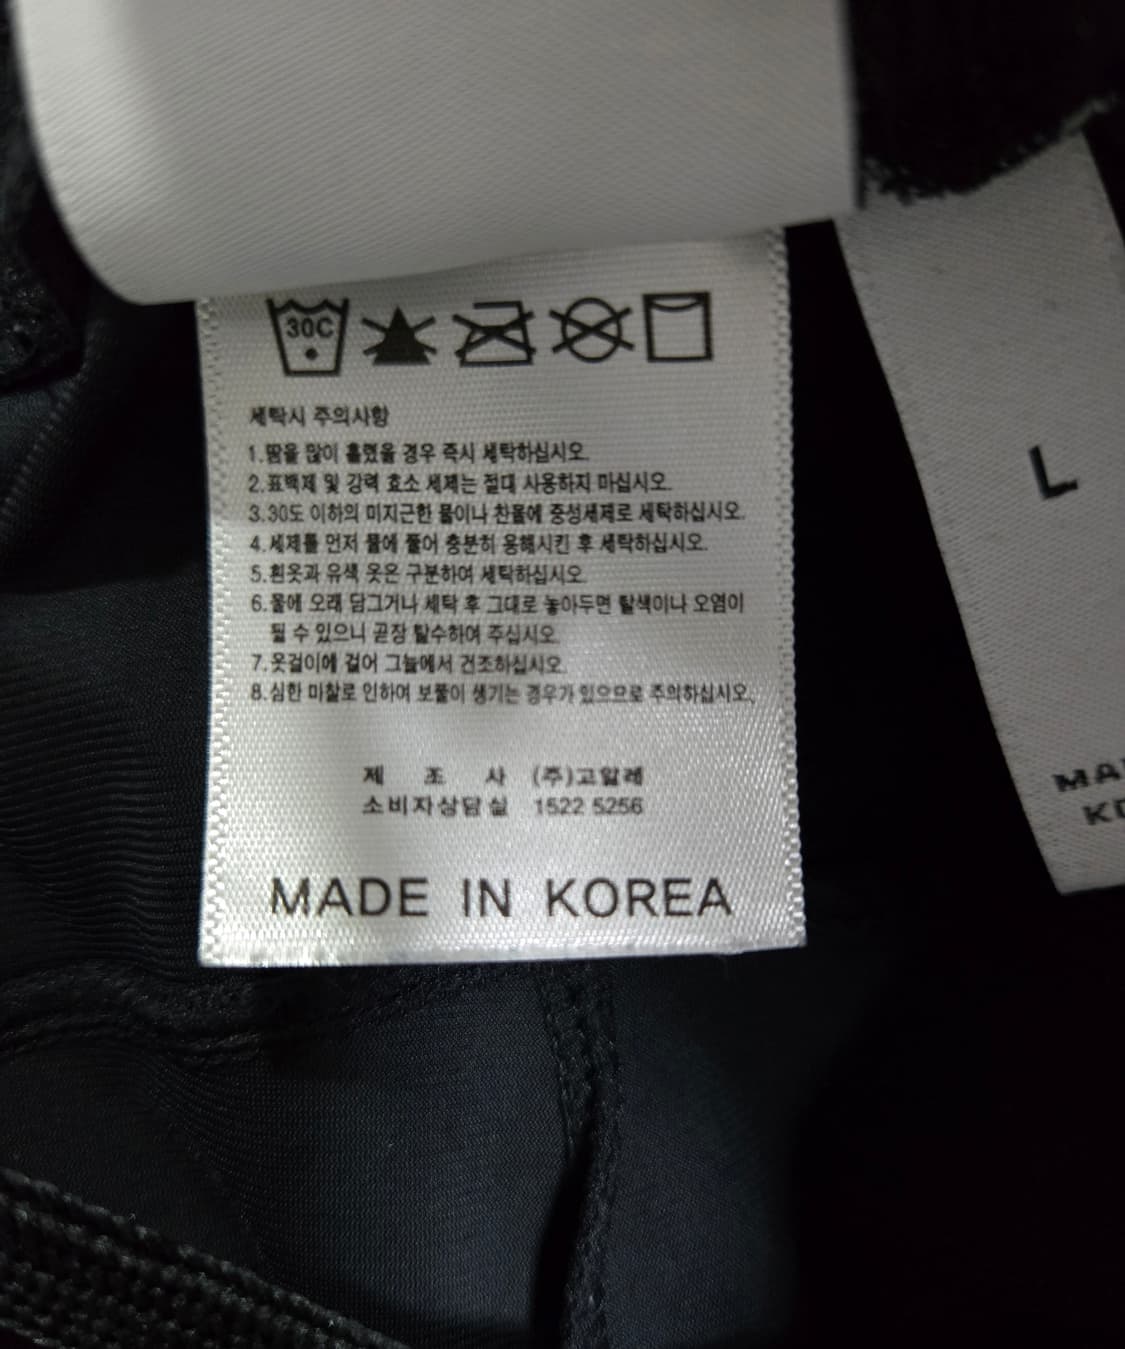 30C
세탁시 주의사항
1.땀을 많이 흘렸을 경우 즉시 세탁하십시오.
2.표백제 및 강력 효소 세제는 절대 사용하지 마십시오.
3.30도 이하의 미지근한 물이나 찬물에 중성세제로 세탁하십시오.
4.세제를 먼저 물에 풀어 충분히 용해시킨 후 세탁하십시오.
5.흰옷과 유색 옷은 구분하여 세탁하십시오.
6.물에 오래 담그거나 세탁 후 그대로 놓아두면 탈색이나 오염이
될 수 있으니 곧장 탈수하여 주십시오.
7.옷걸이에 걸어 그늘에서 건조하십시오.
8.심한 마찰로 인하여 보풀이 생기는 경우가 있으므로 주의하십시오.
제 조 사 (주)고알레
소비자상담실 1522 5256
MADE IN KOREA
L